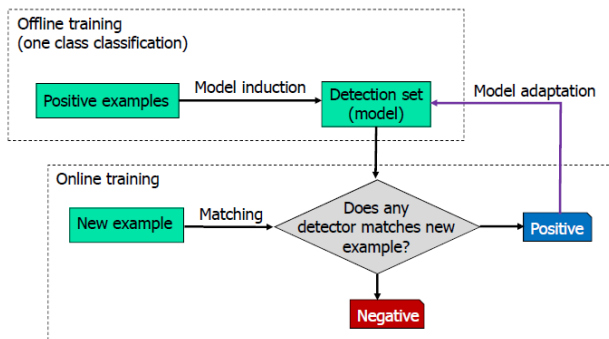 Offline training
(one class classification)
Positive examples
Model induction
Detection set
(model)
Model adaptation
Online training
New example
Matching
Does any
detector matches new
example?
Positive
Negative